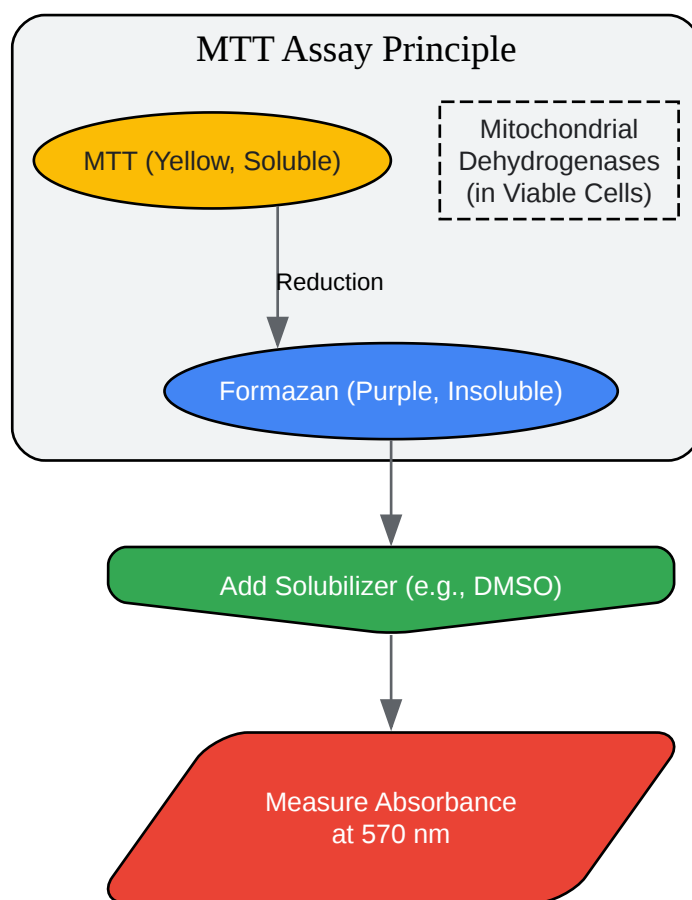 MTT Assay Principle
MTT (Yellow, Soluble)
Mitochondrial
Dehydrogenases
(in Viable Cells)
Reduction
Formazan (Purple, Insoluble)
Add Solubilizer (e.g., DMSO)
Measure Absorbance
at 570 nm